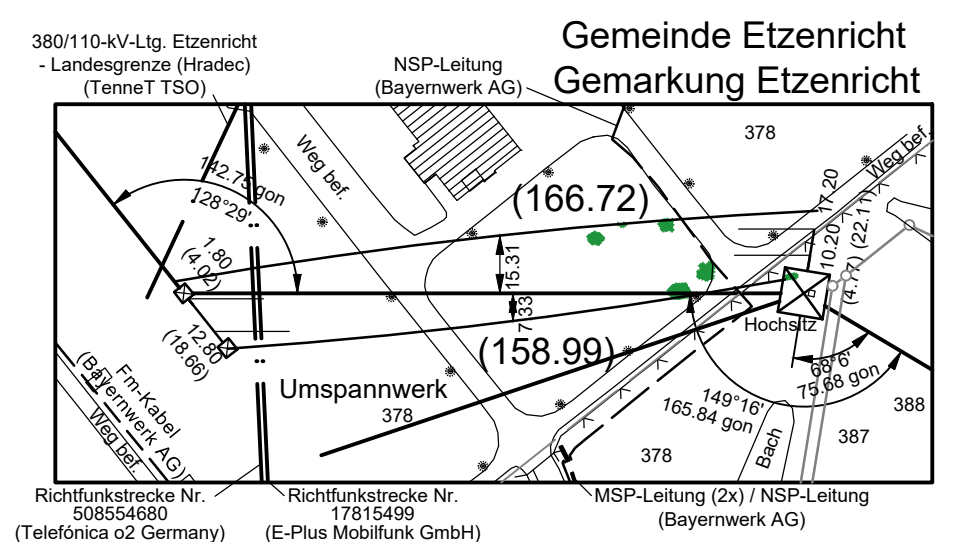 Gemeinde Etzenricht
Gemarkung Etzenricht
380/110-kV-Ltg. Etzenricht
- Landesgrenze (Hradec)
(TenneT TSO)
NSP-Leitung
(Bayernwerk AG)
378
Weg bef.
Weg bef.
142.75 gon
128°29'
(166.72)
17.20
(22.11)
10.20
(4.77)
1.80
(4.02)
15.31
7.33
12.80
(18.66)
(158.99)
Hochsitz
68°6'
75.68 gon
149°16'
165.84 gon
Umspannwerk
378
Fm-Kabel
(Bayernwerk AG)
Weg bef.
378
Bach
387
388
Richtfunkstrecke Nr.
508554680
(Telefónica o2 Germany)
Richtfunkstrecke Nr.
17815499
(E-Plus Mobilfunk GmbH)
MSP-Leitung (2x) / NSP-Leitung
(Bayernwerk AG)